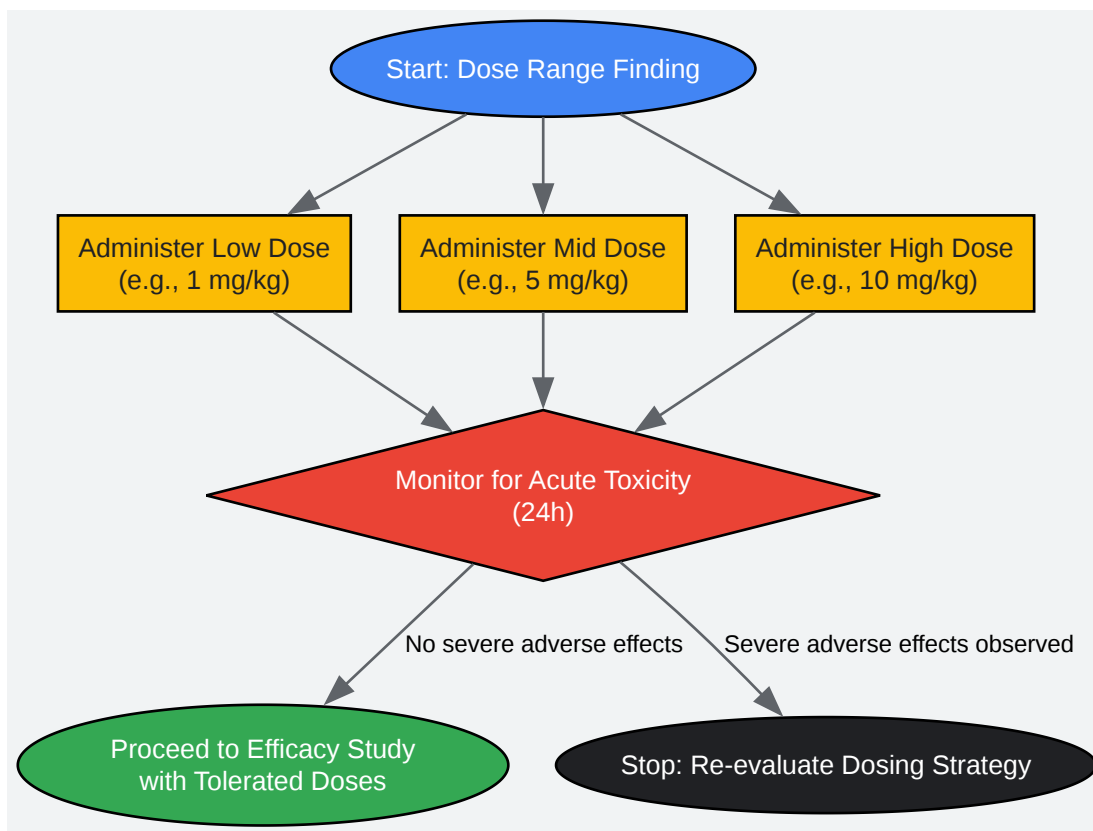 Start: Dose Range Finding
Administer Low Dose
(e.g., 1 mg/kg)
Administer Mid Dose
(e.g., 5 mg/kg)
Administer High Dose
(e.g., 10 mg/kg)
Monitor for Acute Toxicity
(24h)
No severe adverse effects
Severe adverse effects observed
Proceed to Efficacy Study
with Tolerated Doses
Stop: Re-evaluate Dosing Strategy